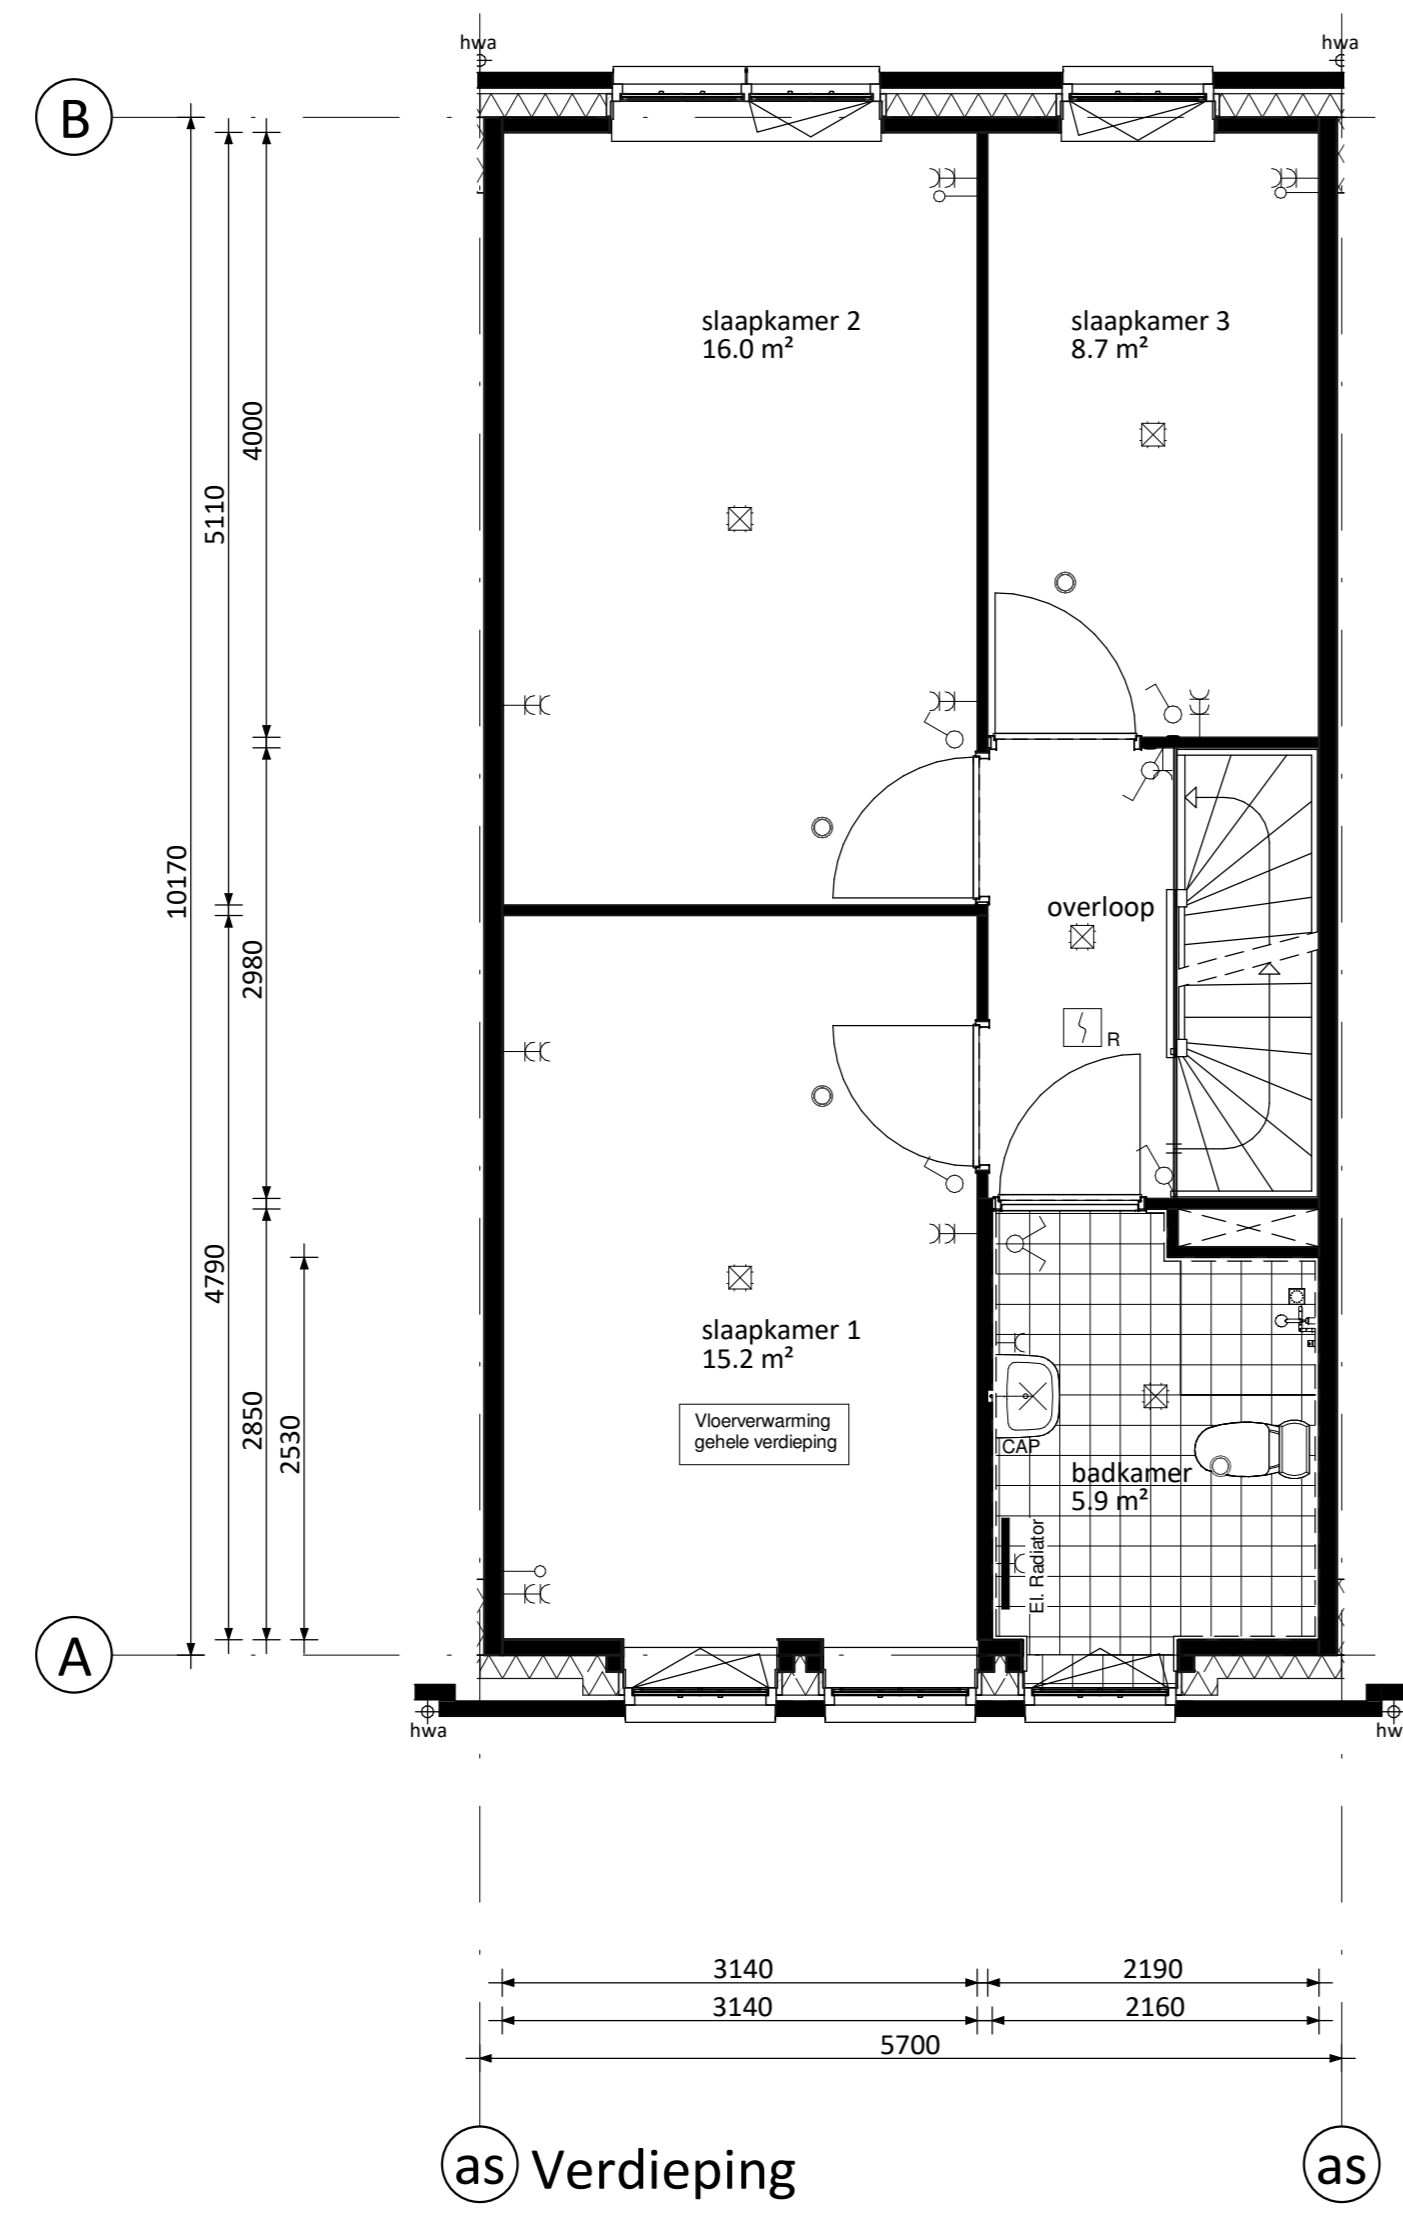 hwa
hwa
B
slaapkamer 2
16.0 m²
slaapkamer 3
8.7 m²
4000
5110
10170
2980
overloop
R
4790
2850
2530
slaapkamer 1
15.2 m²
Vloerverwarming
gehele verdieping
CAP
badkamer
5.9 m²
El. Radiator
A
hwa
hw
3140
2190
3140
2160
5700
as
Verdieping
as